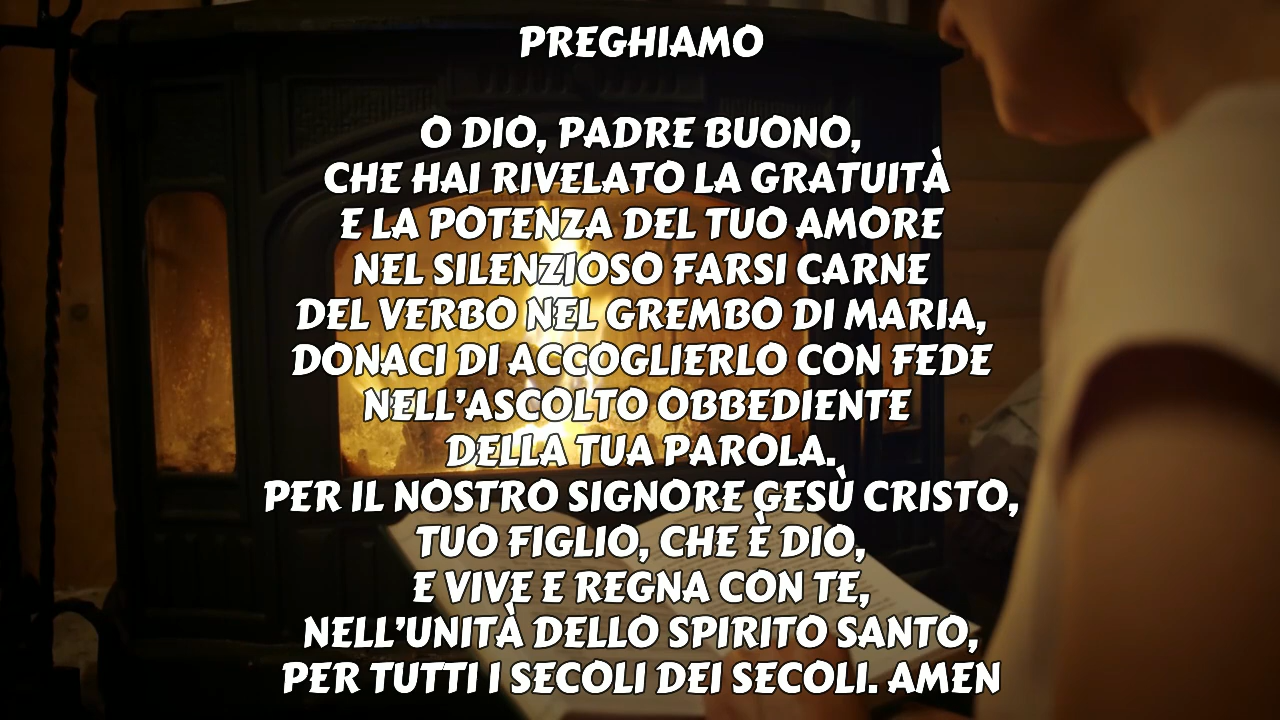 PREGHIAMO
O DIO, PADRE BUONO,
CHE HAI RIVELATO LA GRATUITÀ
E LA POTENZA DEL TUO AMORE
NEL SILENZIOSO FARSI CARNE
DEL VERBO NEL GREMBO DI MARIA,
DONACI DI ACCOGLIERLO CON FEDE
NELL'ASCOLTO OBBEDIENTE
DELLA TUA PAROLA.
PER IL NOSTRO SIGNORE GESÙ CRISTO,
TUO FIGLIO, CHE È DIO,
E VIVE E REGNA CON TE,
NELL'UNITÀ DELLO SPIRITO SANTO,
PER TUTTI I SECOLI DEI SECOLI. AMEN